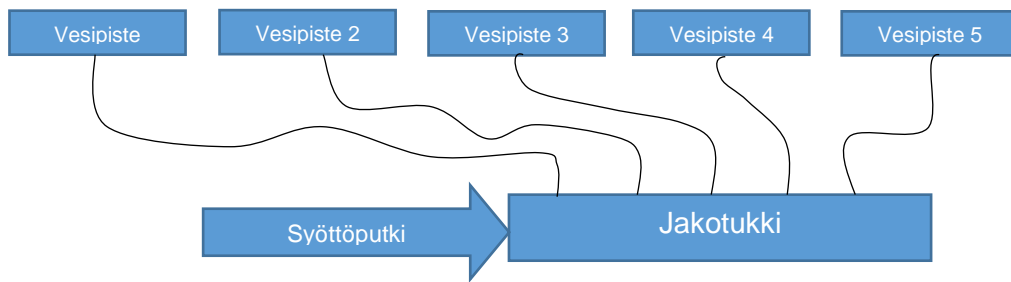 Vesipiste
Vesipiste 2
Vesipiste 3
Vesipiste 4
Vesipiste 5
Syöttöputki
Jakotukki